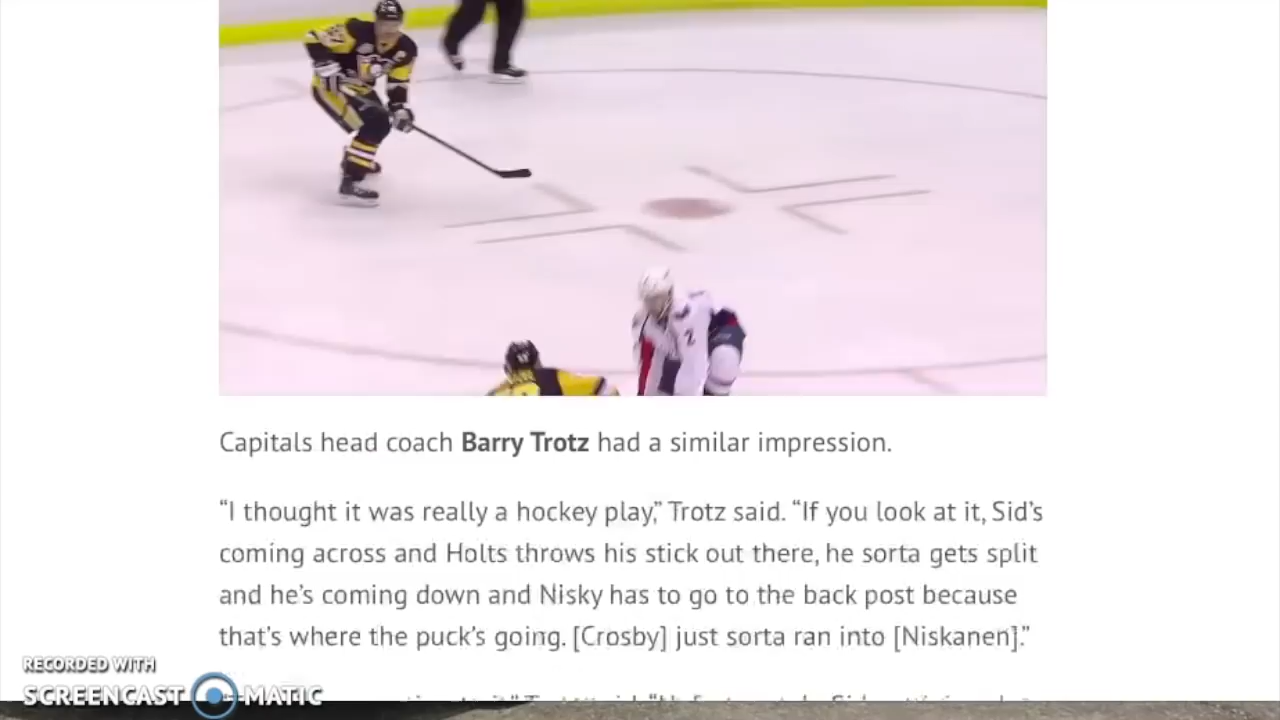 2
Capitals head coach Barry Trotz had a similar impression.
“I thought it was really a hockey play,” Trotz said. “If you look at it, Sid’s
coming across and Holts throws his stick out there, he sorta gets split
and he’s coming down and Nisky has to go to the back post because
that’s where the puck’s going. [Crosby] just sorta ran into [Niskanen].”
RECORDED WITH
SCREENCAST MATIC